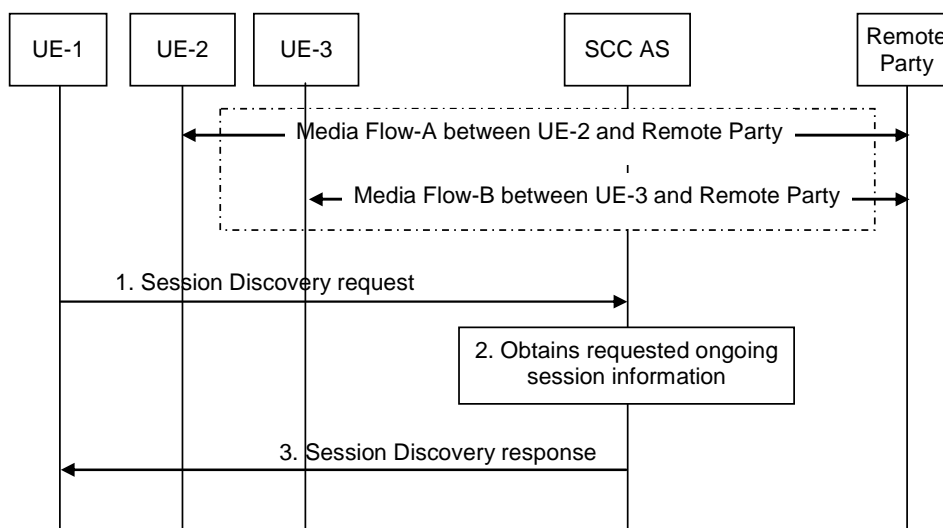 UE-1
UE-2
UE-3
SCC AS
Remote
Party
Media Flow-A between UE-2 and Remote Party
Media Flow-B between UE-3 and Remote Party
1. Session Discovery request
2. Obtains requested ongoing
session information
3. Session Discovery response